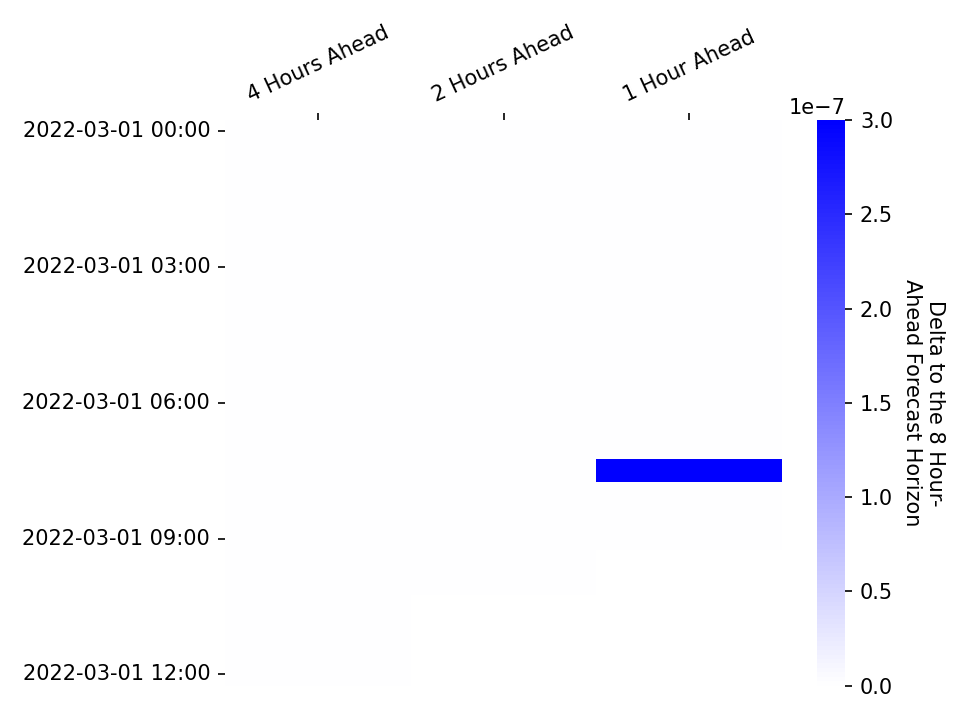 4 Hours Ahead
2 Hours Ahead
1 Hour Ahead
1e−7
2022-03-01 00:00
2022-03-01 03:00
2022-03-01 06:00
2022-03-01 09:00
2022-03-01 12:00
3.0
2.5
2.0
1.5
1.0
0.5
0.0
Delta to the 8 Hour-
Ahead Forecast Horizon